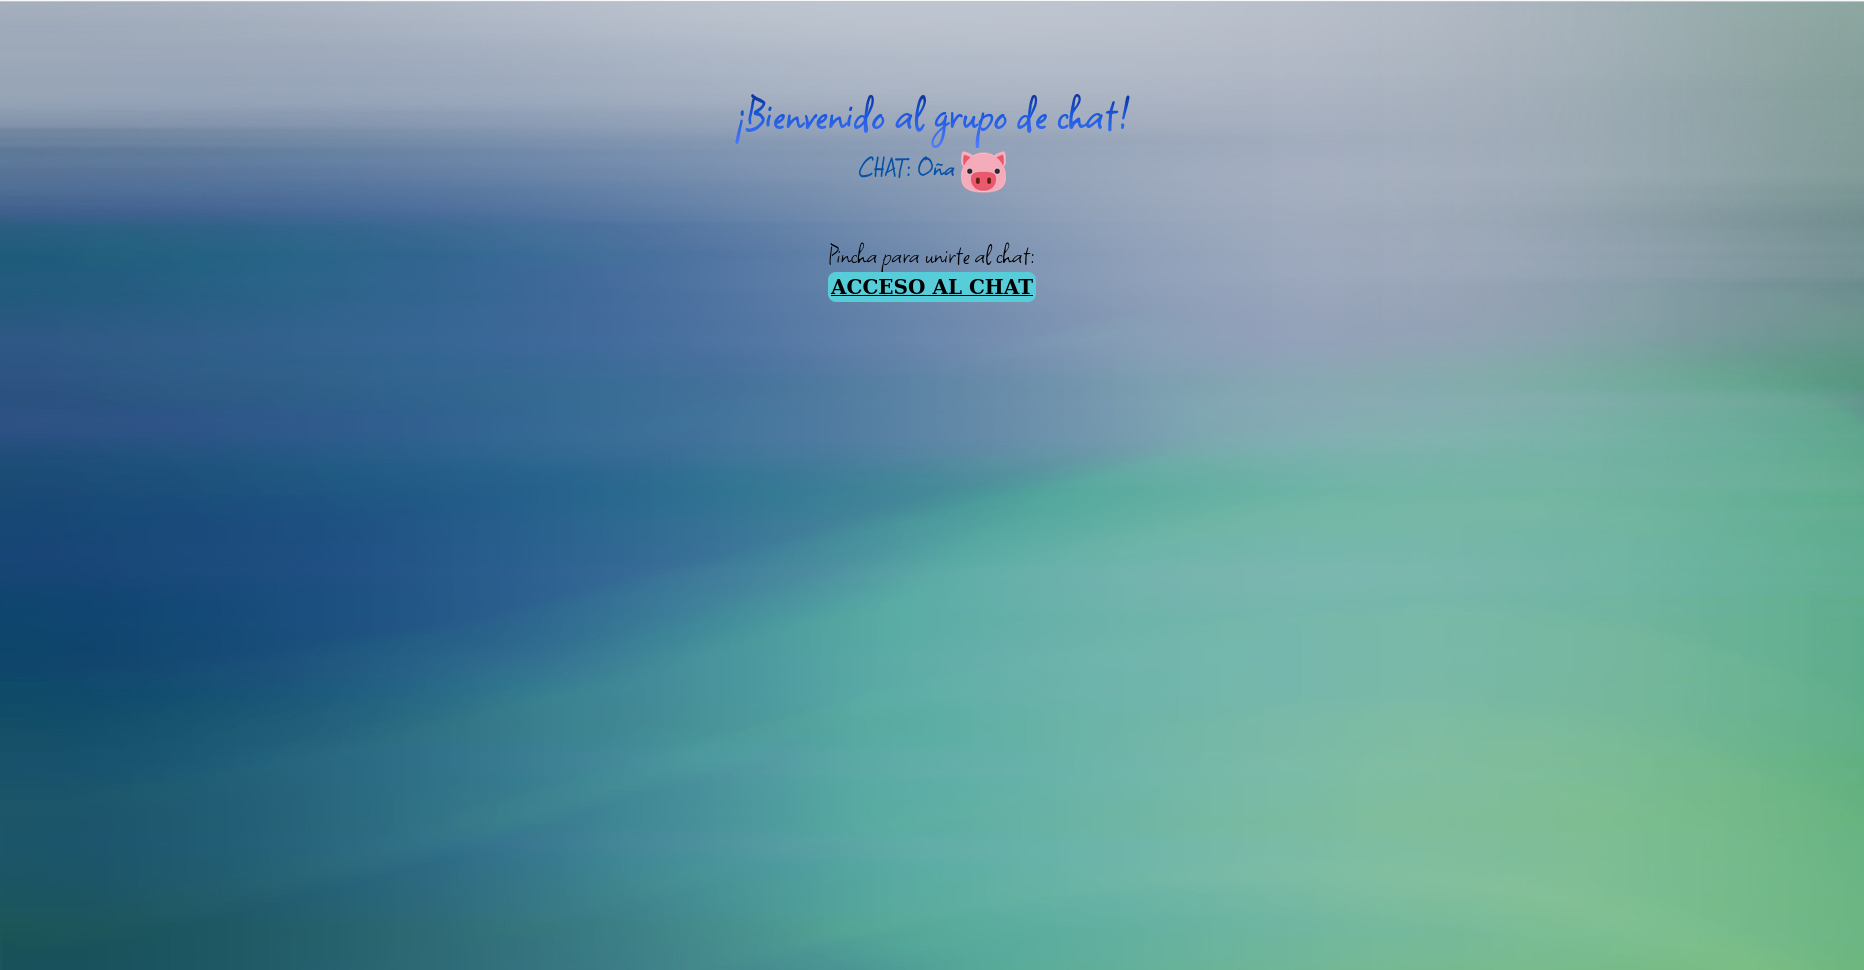 ¡Bienvenido al grupo de chat!
CHAT: Oña
Pincha para unirte al chat:
ACCESO AL CHAT